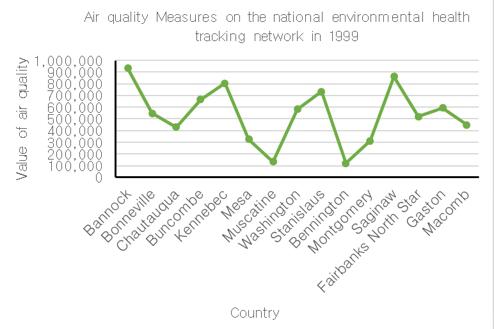 Air quality Measures on the national environmental health
tracking network in 1999
Value of air quality
1,000,000
900,000
800,000
700,000
600,000
500,000
400,000
300,000
200,000
100,000
0
Bannock
Bonneville
Chautauqua
Buncombe
Kennebec
Mesa
Muscatine
Washington
Stanislaus
Bennington
Montgomery
Saginaw
Fairbanks North Star
Gaston
Macomb
Country